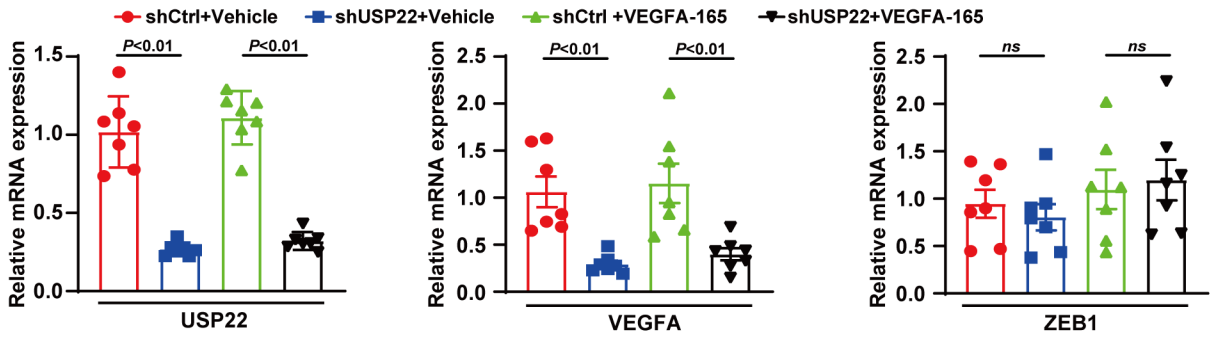 shCtrl+Vehicle shUSP22+Vehicle shCtrl +VEGFA-165 shUSP22+VEGFA-165
Relative mRNA expression
1.5
1.0
0.5
0.0
P<0.01 P<0.01
USP22
Relative mRNA expression
2.5
2.0
1.5
1.0
0.5
0.0
P<0.01 P<0.01
VEGFA
Relative mRNA expression
2.5
2.0
1.5
1.0
0.5
0.0
ns ns
ZEB1